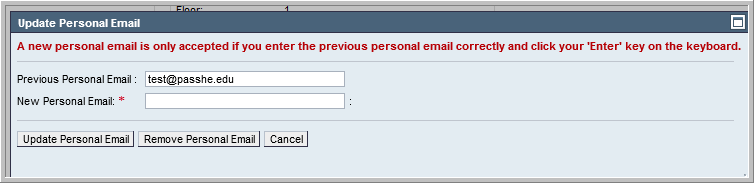 Floor: 1
Update Personal Email
A new personal email is only accepted if you enter the previous personal email correctly and click your 'Enter' key on the keyboard.
Previous Personal Email : test@passhe.edu
New Personal Email: * :
Update Personal Email Remove Personal Email Cancel